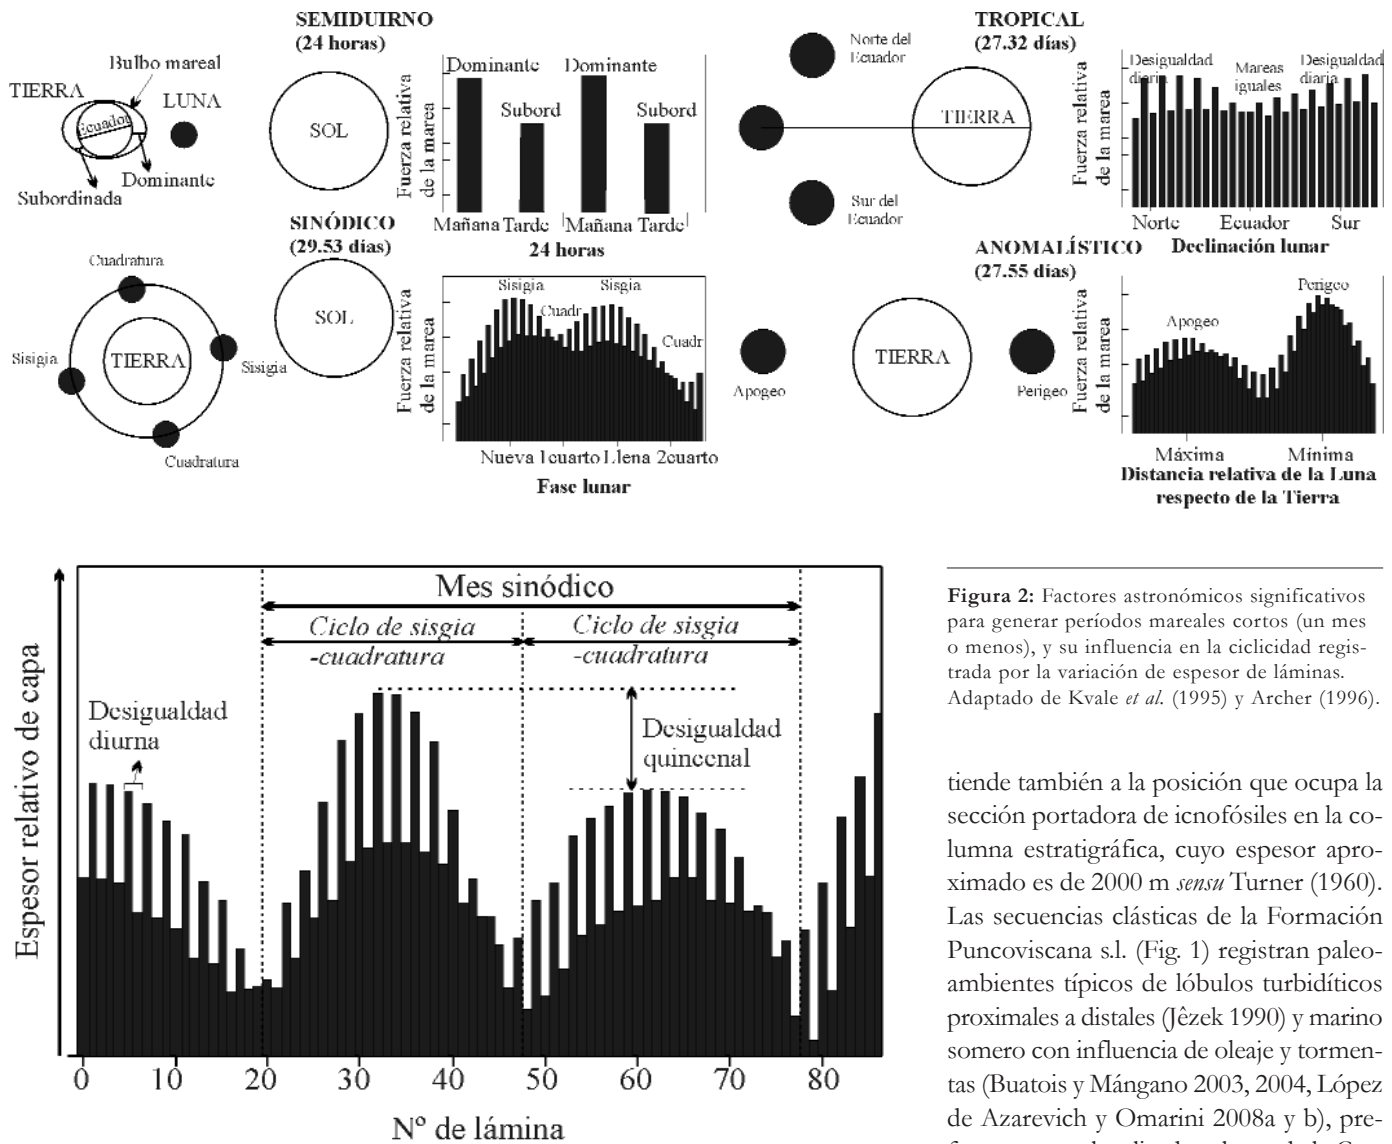 SEMIDUIRNO
(24 horas)
Bulbo mareal
TIERRA
LUNA
Ecuador
Dominante
Subordinada
SOL
Fuerza relativa
de la marea
Dominante
Subord
Dominante
Subord
Mañana Tarde Mañana Tarde
24 horas
TROPICAL
(27.32 días)
Norte del
Ecuador
TIERRA
Sur del
Ecuador
Fuerza relativa
de la marea
Desigualdad
diaria
Mareas
iguales
Desigualdad
diaria
Norte Ecuador Sur
Declinación lunar
SINÓDICO
(29.53 días)
Cuadratura
Sisigia
TIERRA
Sisigia
Cuadratura
SOL
Fuerza relativa
de la marea
Sisigia
Cuadr
Sisgia
Cuadr
Nueva 1cuarto Llena 2cuarto
Fase lunar
ANOMALÍSTICO
(27.55 días)
Apogeo
TIERRA
Perigeo
Fuerza relativa
de la marea
Apogeo
Perigeo
Máxima Mínima
Distancia relativa de la Luna
respecto de la Tierra
Espesor relativo de capa
Mes sinódico
Ciclo de sisgia
-cuadratura
Ciclo de sisgia
-cuadratura
Desigualdad
diurna
Desigualdad
quincenal
0 10 20 30 40 50 60 70 80
Nº de lámina
Figura 2: Factores astronómicos significativos
para generar períodos mareales cortos (un mes
o menos), y su influencia en la ciclicidad regis-
trada por la variación de espesor de láminas.
Adaptado de Kvale et al. (1995) y Archer (1996).
tiende también a la posición que ocupa la
sección portadora de icnofósiles en la co-
lumna estratigráfica, cuyo espesor apro-
ximado es de 2000 m sensu Turner (1960).
Las secuencias clásticas de la Formación
Puncoviscana s.l. (Fig. 1) registran paleo-
ambientes típicos de lóbulos turbidíticos
proximales a distales (Jêzek 1990) y marino
somero con influencia de oleaje y tormen-
tas (Buatois y Mángano 2003, 2004, López
de Azarevich y Omarini 2008a y b), pre-